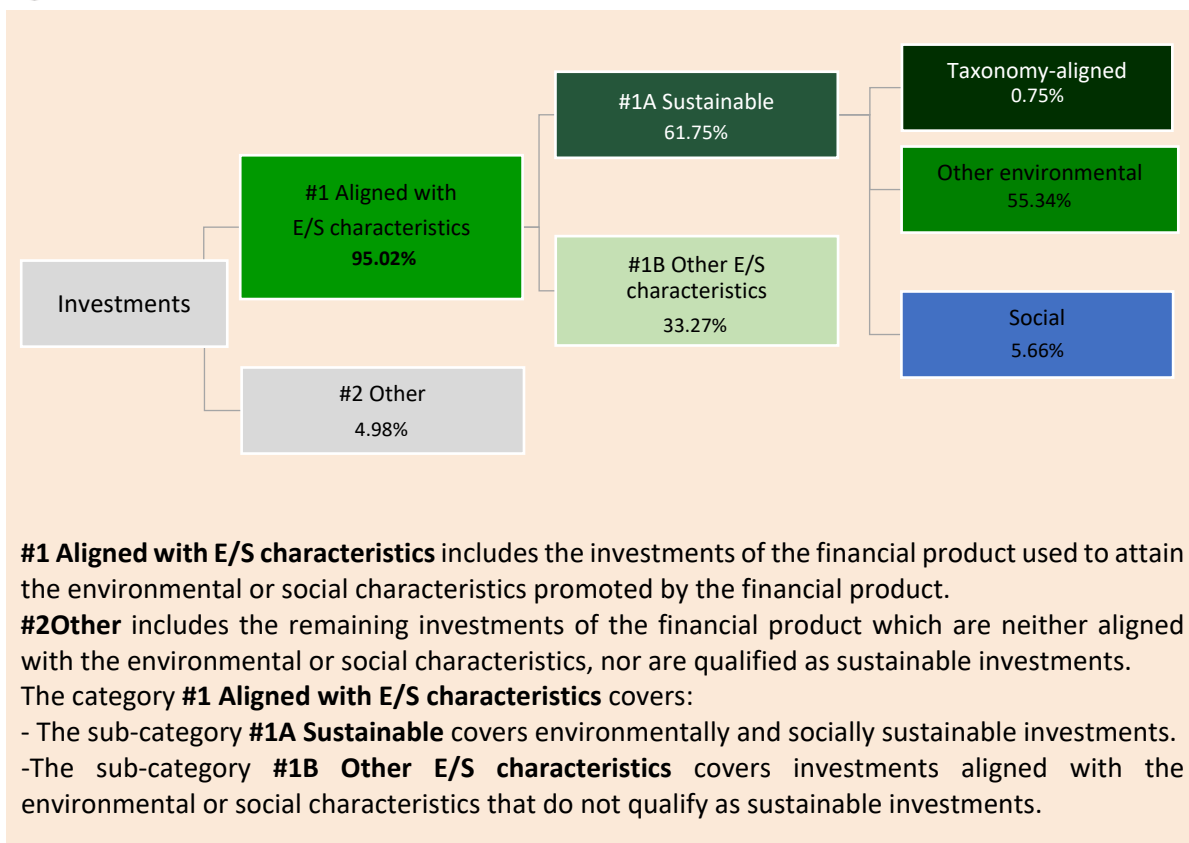 Investments
#1 Aligned with
E/S characteristics
95.02%
#2 Other
4.98%
#1A Sustainable
61.75%
#1B Other E/S
characteristics
33.27%
Taxonomy-aligned
0.75%
Other environmental
55.34%
Social
5.66%
#1 Aligned with E/S characteristics includes the investments of the financial product used to attain
the environmental or social characteristics promoted by the financial product.
#2Other includes the remaining investments of the financial product which are neither aligned
with the environmental or social characteristics, nor are qualified as sustainable investments.
The category #1 Aligned with E/S characteristics covers:
- The sub-category #1A Sustainable covers environmentally and socially sustainable investments.
-The sub-category #1B Other E/S characteristics covers investments aligned with the
environmental or social characteristics that do not qualify as sustainable investments.